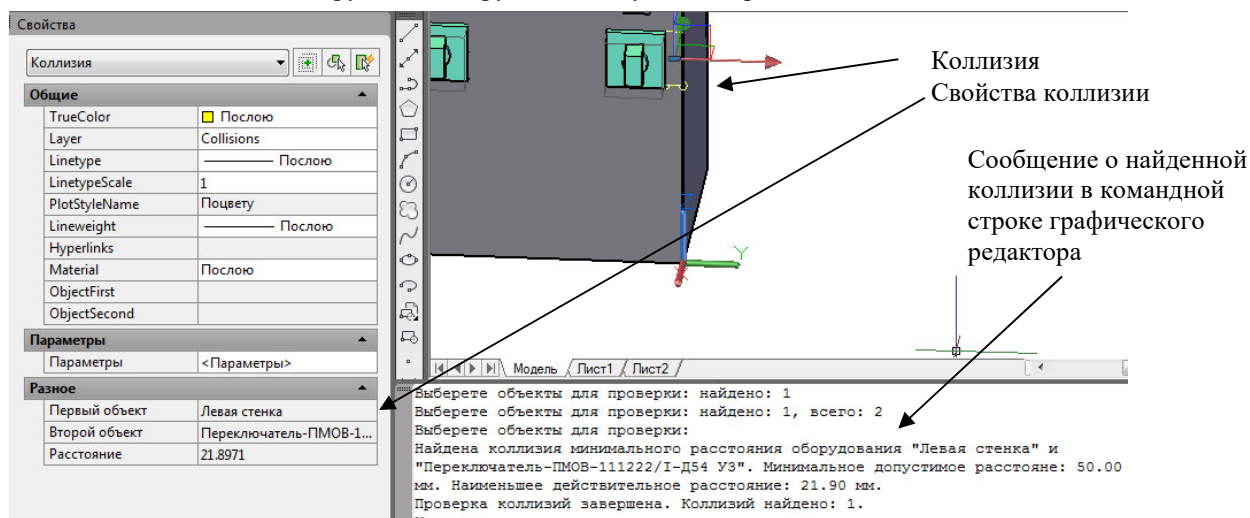 Свойства
Коллизия
Общие
TrueColor Послою
Layer Collisions
Linetype Послою
LinetypeScale 1
PlotStyleName Поцвету
Lineweight Послою
Hyperlinks
Material Послою
ObjectFirst
ObjectSecond
Параметры
Параметры <Параметры>
Разное
Первый объект Левая стенка
Второй объект Переключатель-ПМОВ-1...
Расстояние 21.8971
Коллизия
Свойства коллизии
Сообщение о найденной
коллизии в командной
строке графического
редактора
Z
Y
Модель Лист1 Лист2
Выберете объекты для проверки: найдено: 1
Выберете объекты для проверки: найдено: 1, всего: 2
Выберете объекты для проверки:
Найдена коллизия минимального расстояния оборудования "Левая стенка" и
"Переключатель-ПМОВ-111222/I-Д54 У3". Минимальное допустимое расстояне: 50.00
мм. Наименьшее действительное расстояние: 21.90 мм.
Проверка коллизий завершена. Коллизий найдено: 1.